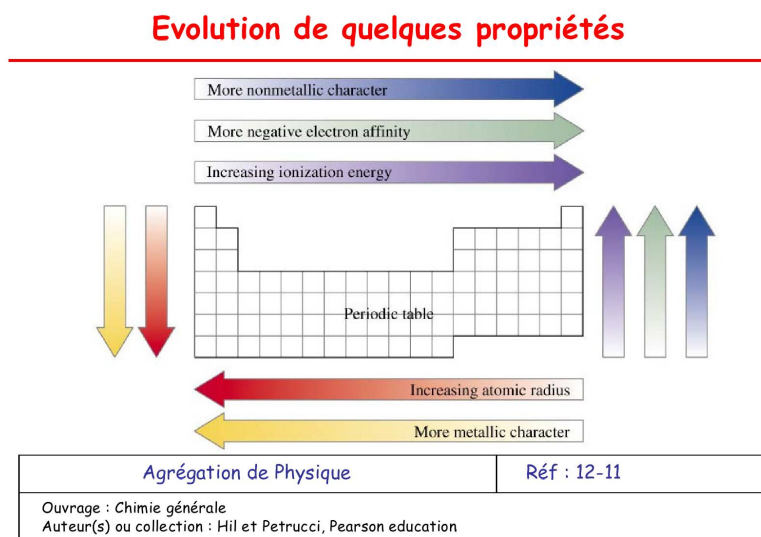 Evolution de quelques propriétés
More nonmetallic character
More negative electron affinity
Increasing ionization energy
Periodic table
Increasing atomic radius
More metallic character
Agrégation de Physique
Réf : 12-11
Ouvrage : Chimie générale
Auteur(s) ou collection : Hil et Petrucci, Pearson education